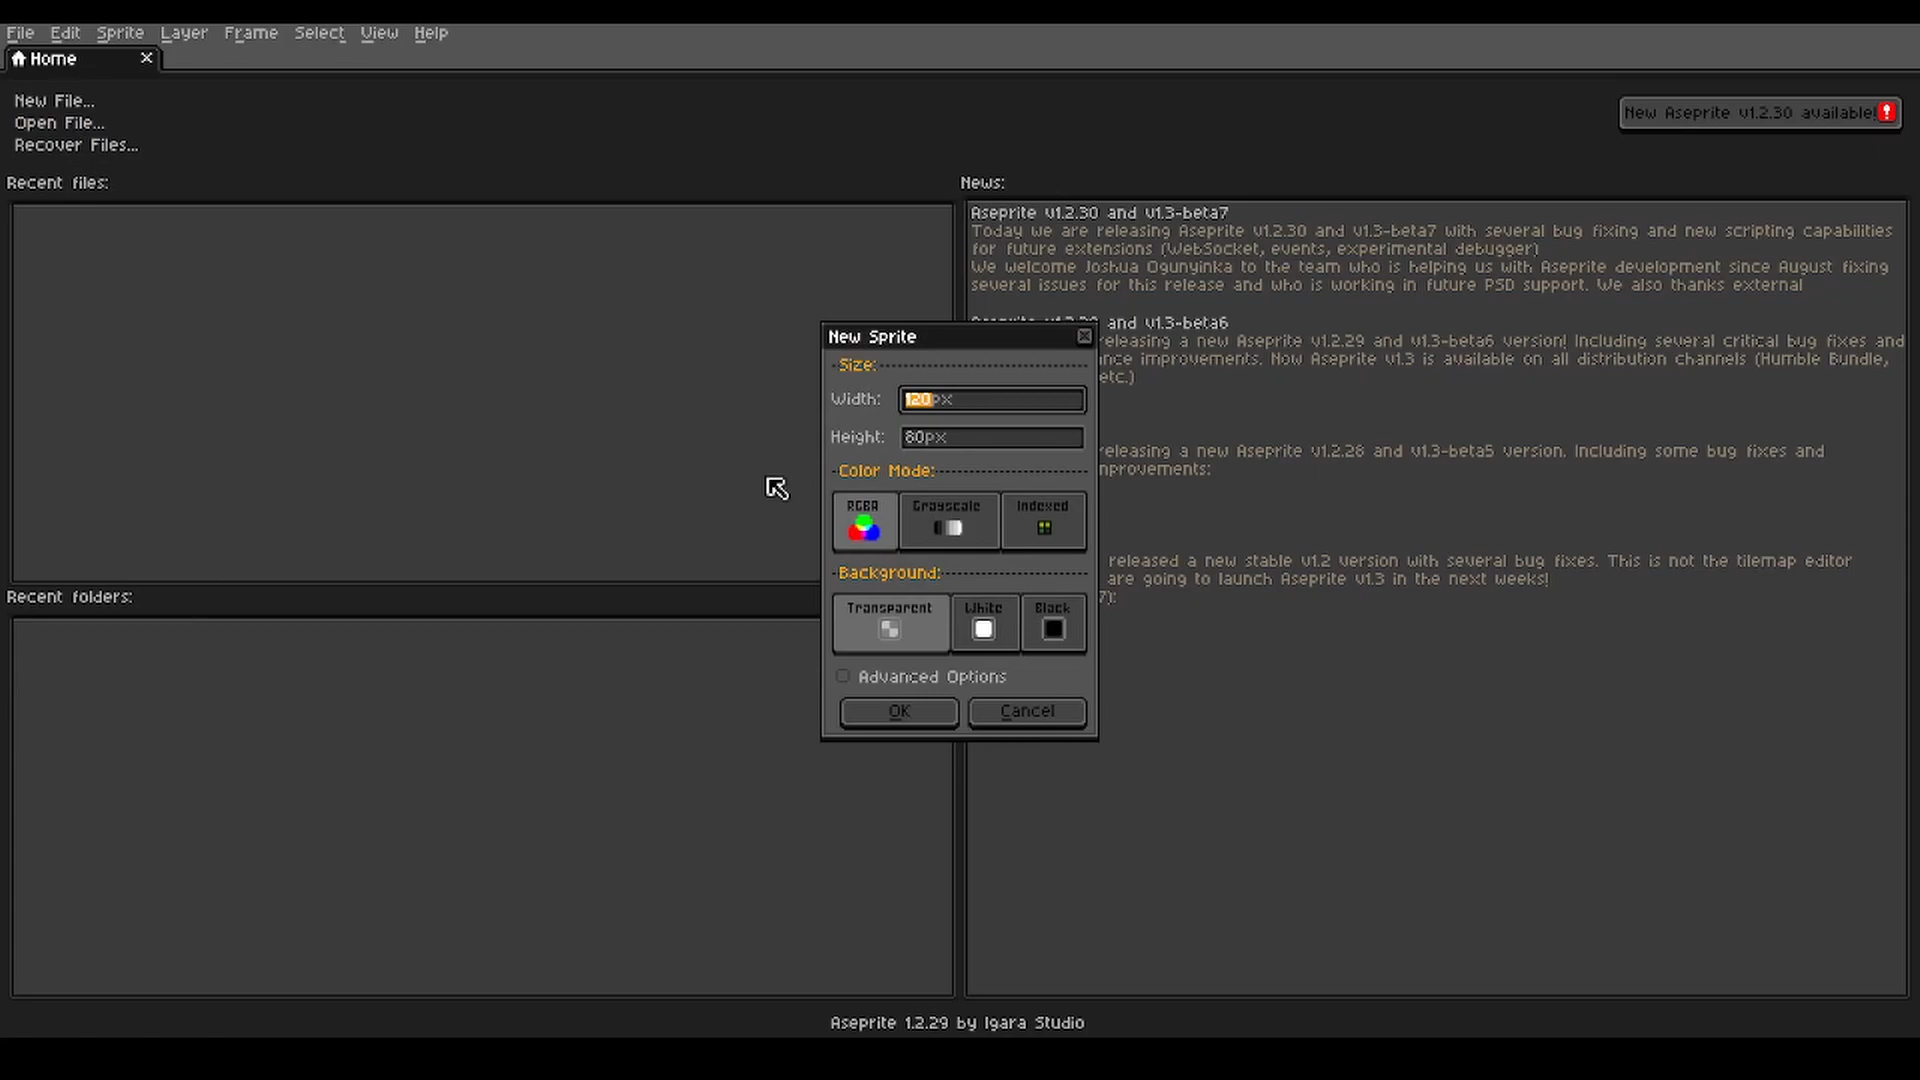 File Edit Sprite Layer Frame Select View Help
Home
New File...
Open File...
Recover Files...
New Aseprite v1.2.30 available!
Recent files:
News:
Aseprite v1.2.30 and v1.3-beta7
Today we are releasing Aseprite v1.2.30 and v1.3-beta7 with several bug fixing and new scripting capabilities
for future extensions (WebSocket, events, experimental debugger)
We welcome Joshua Ogunyinka to the team who is helping us with Aseprite development since August fixing
several issues for this release and who is working in future PSD support. We also thanks external
and v1.3-beta6
releasing a new Aseprite v1.2.29 and v1.3-beta6 version! Including several critical bug fixes and
improvements. Now Aseprite v1.3 is available on all distribution channels (Humble Bundle,
etc.)
releasing a new Aseprite v1.2.28 and v1.3-beta5 version. Including some bug fixes and
improvements:
released a new stable v1.2 version with several bug fixes. This is not the tilemap editor
are going to launch Aseprite v1.3 in the next weeks!
7):
New Sprite
Size:
Width: 120px
Height: 80px
Color Mode:
RGBA Grayscale Indexed
Background:
Transparent White Black
Advanced Options
OK Cancel
Recent folders:
Aseprite 1.2.29 by Igara Studio